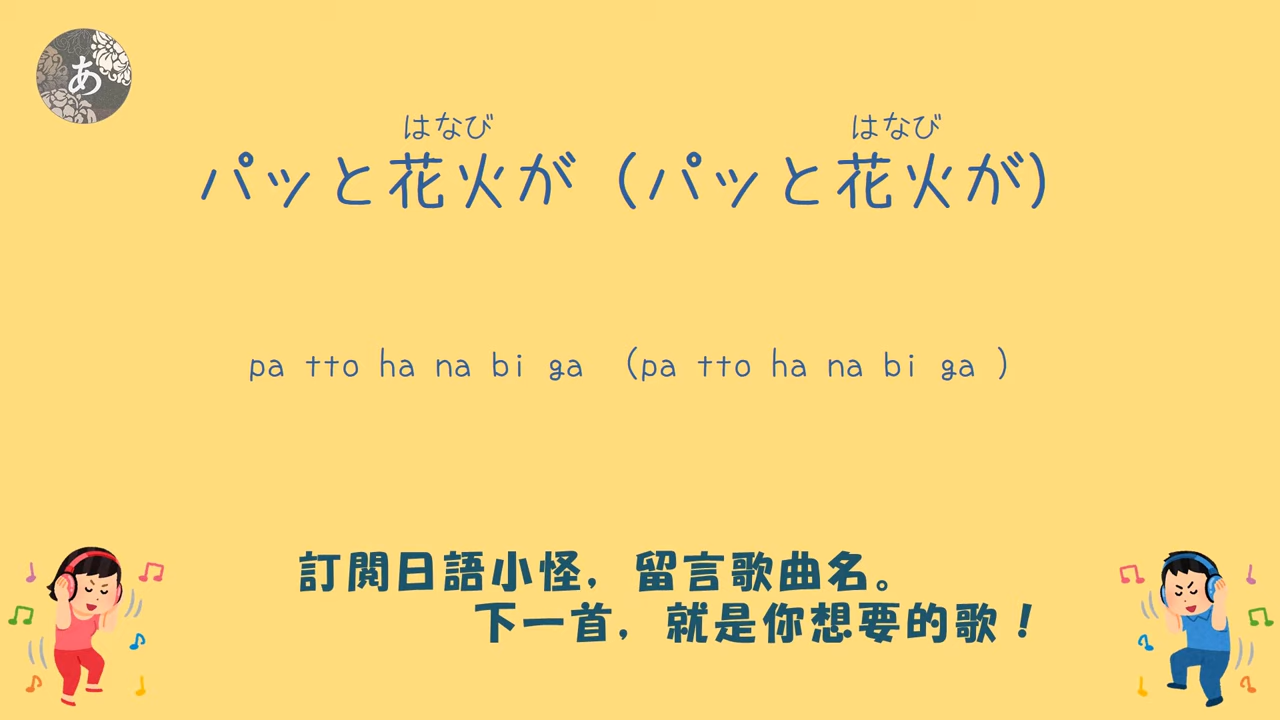 あ
はなび はなび
パッと花火が（パッと花火が）
pa tto ha na bi ga （pa tto ha na bi ga ）
訂閱日語小怪，留言歌曲名。
下一首，就是你想要的歌！